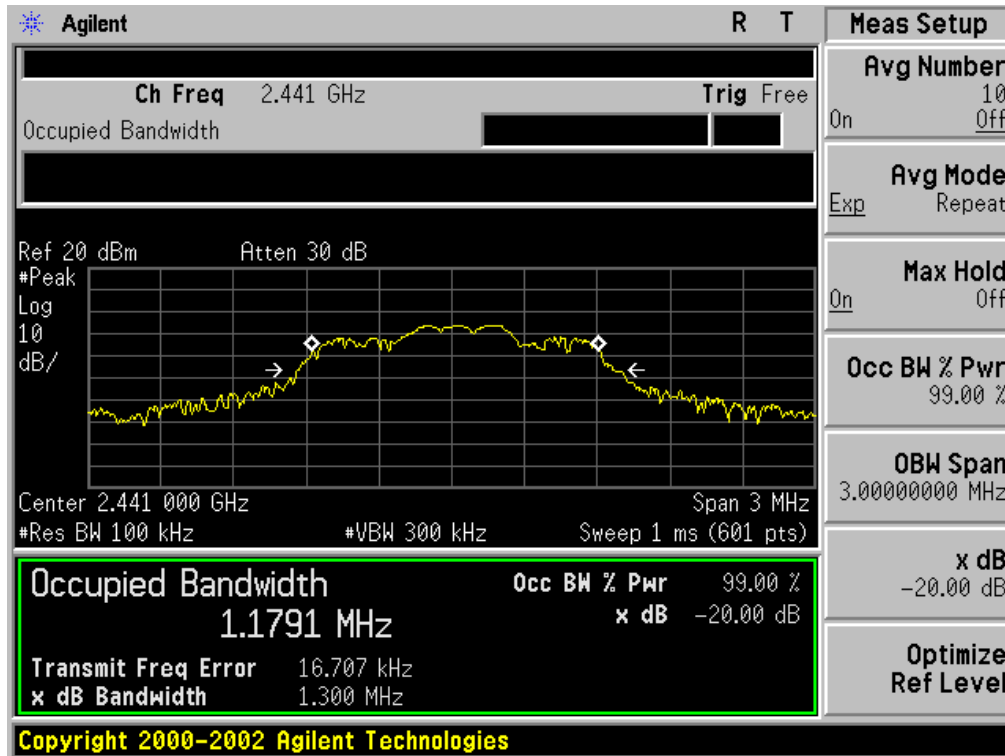 Agilent R T
Ch Freq 2.441 GHz Trig Free
Occupied Bandwidth
Ref 20 dBm Atten 30 dB
#Peak
Log
10
dB/
Center 2.441 000 GHz Span 3 MHz
#Res BW 100 kHz #VBW 300 kHz Sweep 1 ms (601 pts)
Occupied Bandwidth
1.1791 MHz
Occ BW % Pwr 99.00 %
x dB -20.00 dB
Transmit Freq Error 16.707 kHz
x dB Bandwidth 1.300 MHz
Meas Setup
Avg Number
10
On Off
Avg Mode
Exp Repeat
Max Hold
On Off
Occ BW % Pwr
99.00 %
OBW Span
3.00000000 MHz
x dB
-20.00 dB
Optimize
Ref Level
Copyright 2000-2002 Agilent Technologies